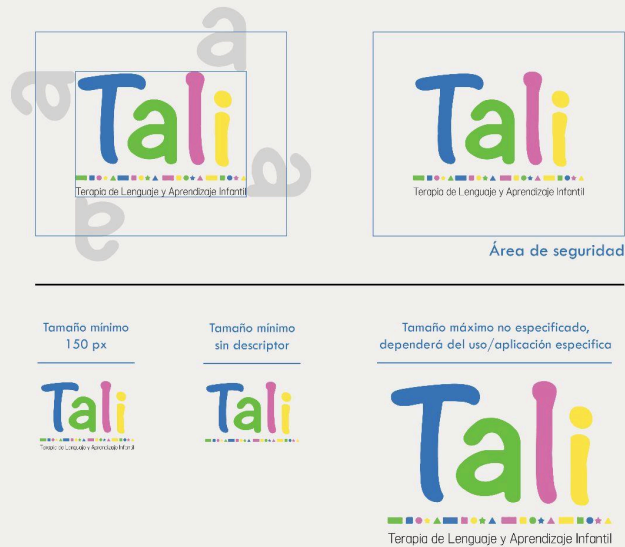 a
a
Tali
Terapia de Lenguaje y Aprendizaje Infantil
a
a
Tali
Terapia de Lenguaje y Aprendizaje Infantil
Área de seguridad
Tamaño mínimo
150 px
Tali
Terapia de Lenguaje y Aprendizaje Infantil
Tamaño mínimo
sin descriptor
Tali
Tamaño máximo no especificado,
dependerá del uso/aplicación especifica
Tali
Terapia de Lenguaje y Aprendizaje Infantil